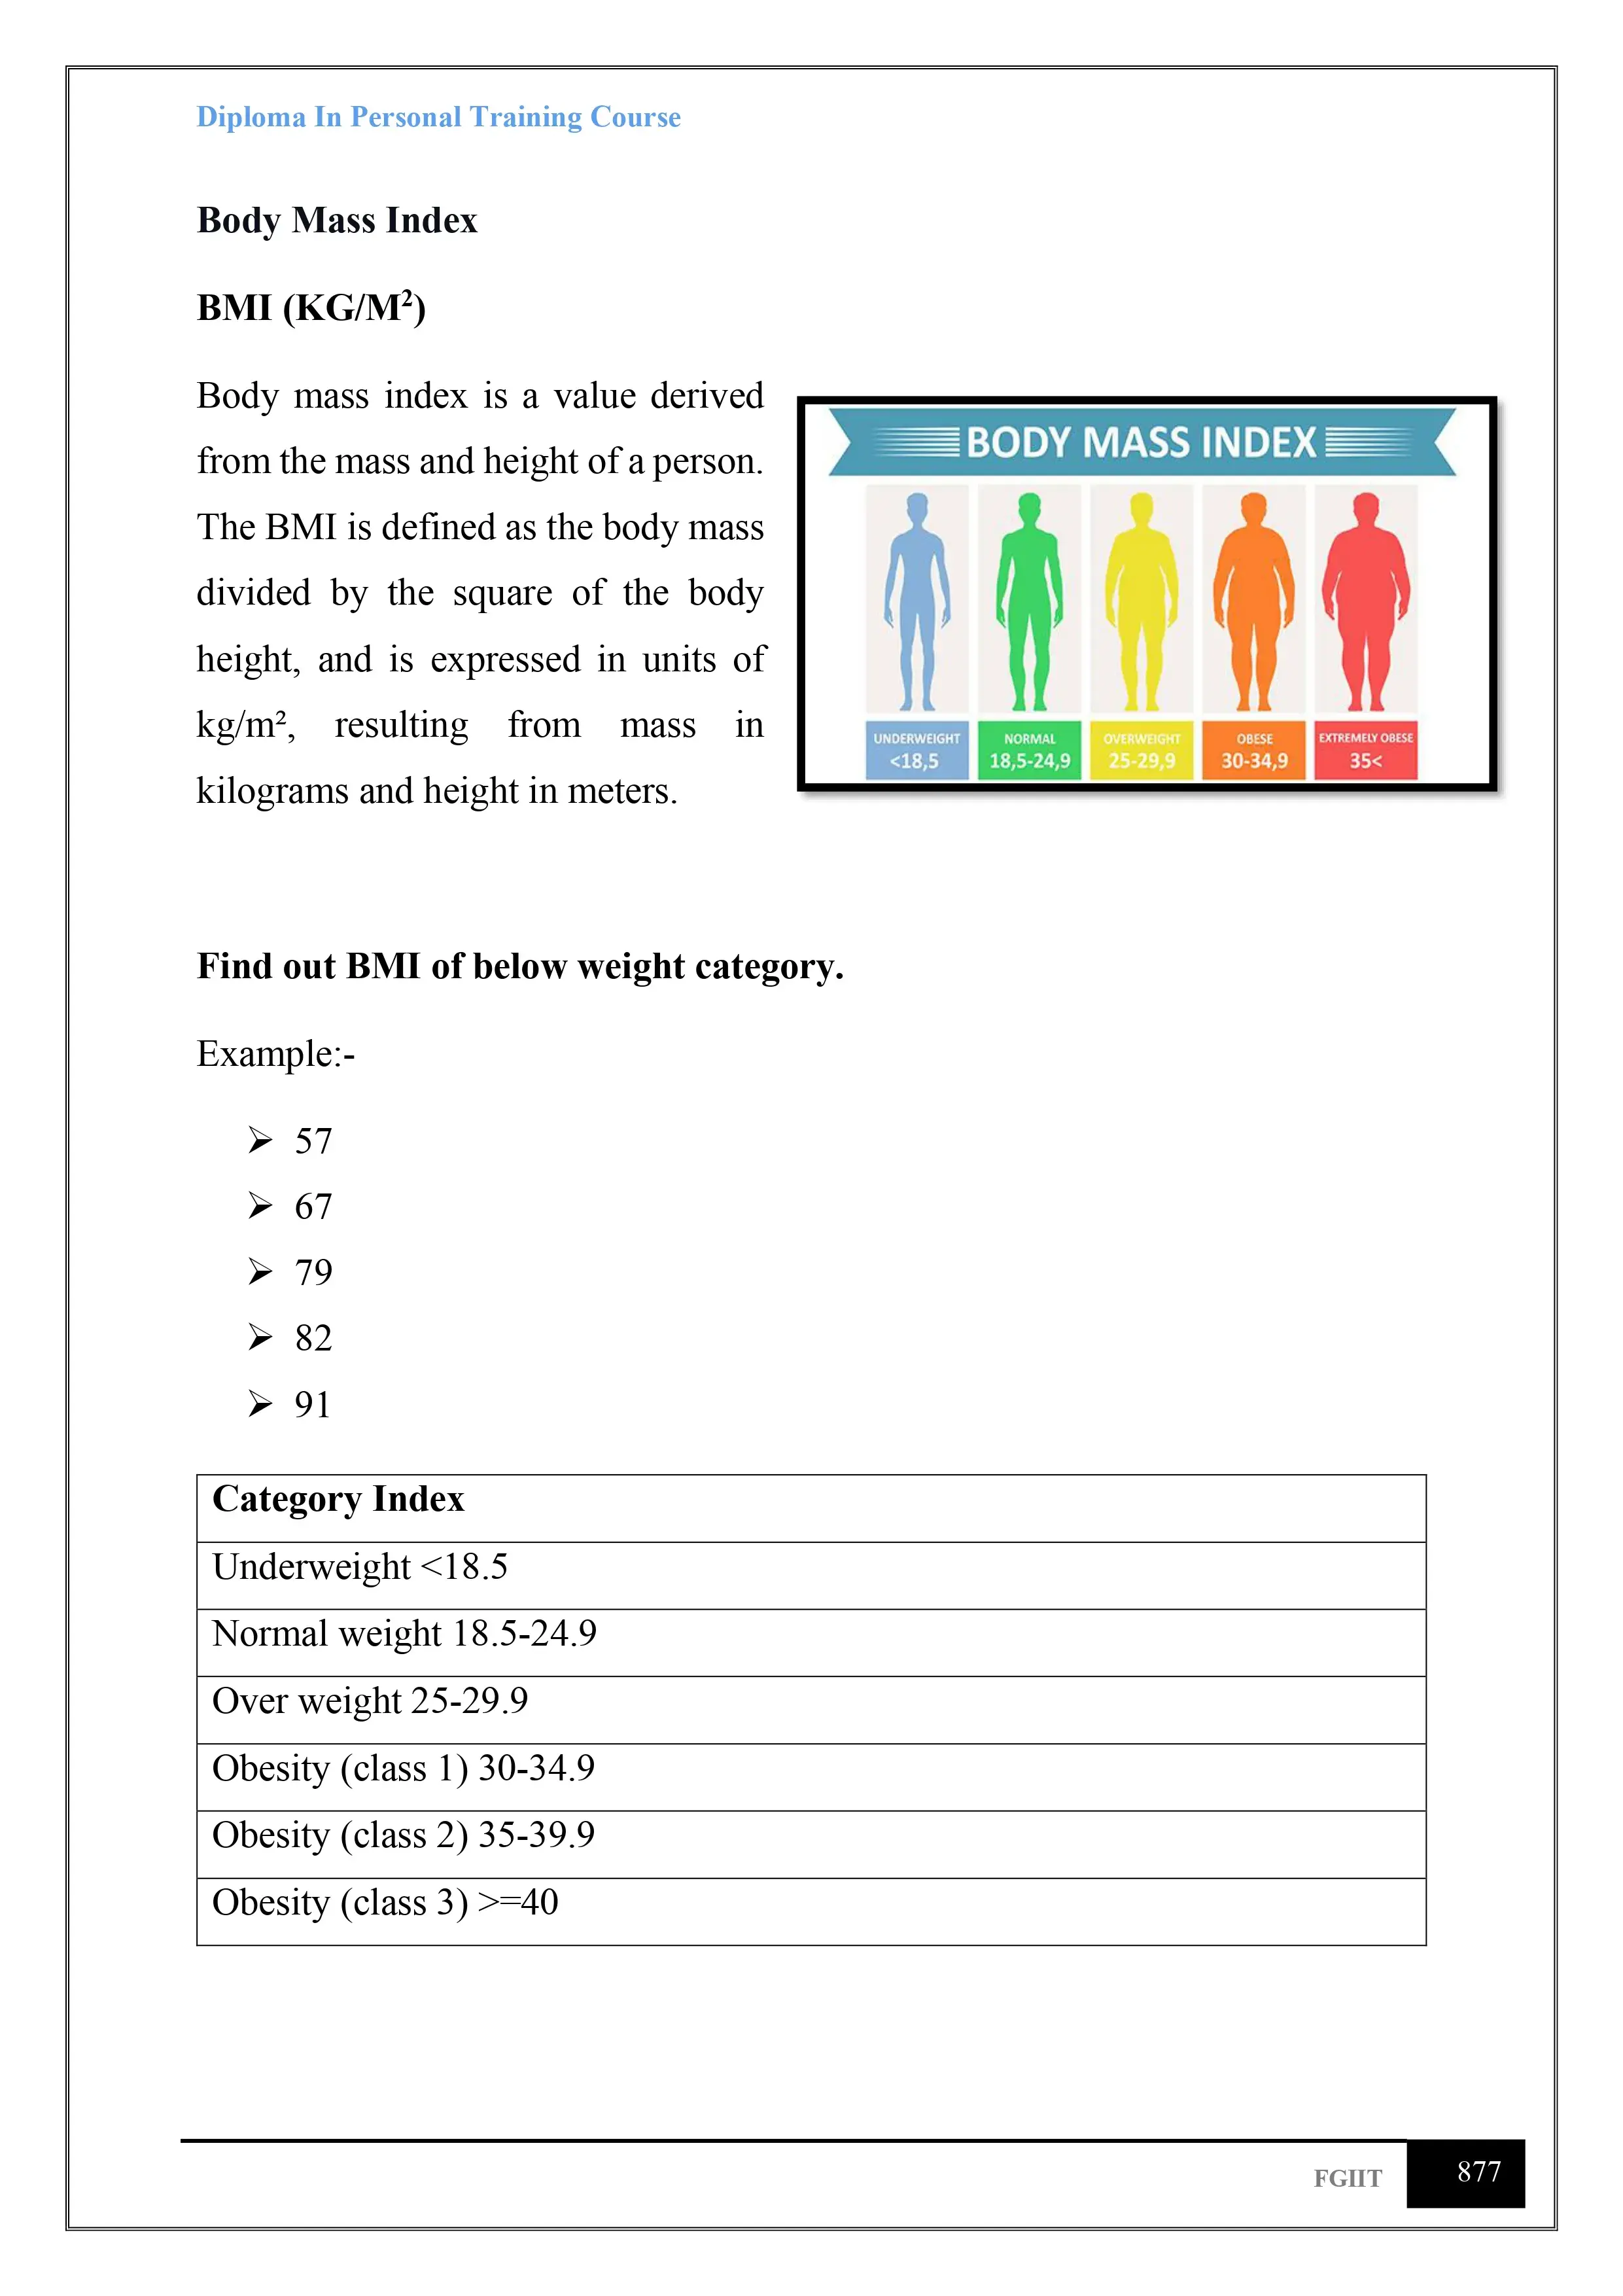 Diploma In Personal Training Course
Body Mass Index
BMI (KG/M²)
Body mass index is a value derived
from the mass and height of a person.
The BMI is defined as the body mass
divided by the square of the body
height, and is expressed in units of
kg/m², resulting from mass in
kilograms and height in meters.
BODY MASS INDEX
UNDERWEIGHT
<18,5
NORMAL
18,5-24,9
OVERWEIGHT
25-29,9
OBESE
30-34,9
EXTREMELY OBESE
35<
Find out BMI of below weight category.
Example:-
➢ 57
➢ 67
➢ 79
➢ 82
➢ 91
Category Index
Underweight <18.5
Normal weight 18.5-24.9
Over weight 25-29.9
Obesity (class 1) 30-34.9
Obesity (class 2) 35-39.9
Obesity (class 3) >=40
FGIIT
877